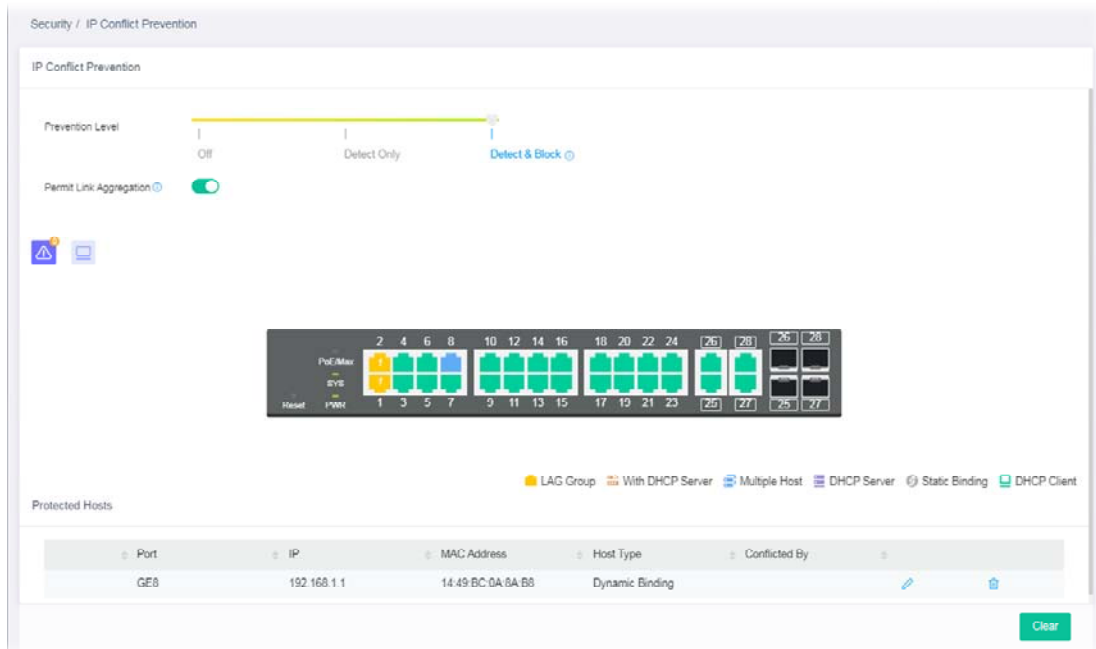 Security / IP Conflict Prevention
IP Conflict Prevention
Prevention Level
Off Detect Only Detect & Block
Permit Link Aggregation
2 4 6 8 10 12 14 16 18 20 22 24 26 28 26 28
PoE/Max
SYS
Reset PWR 1 3 5 7 9 11 13 15 17 19 21 23 25 27 25 27
LAG Group With DHCP Server Multiple Host DHCP Server Static Binding DHCP Client
Protected Hosts
Port IP MAC Address Host Type Conflicted By
GE8 192.168.1.1 14:49:BC:0A:8A:B8 Dynamic Binding
Clear